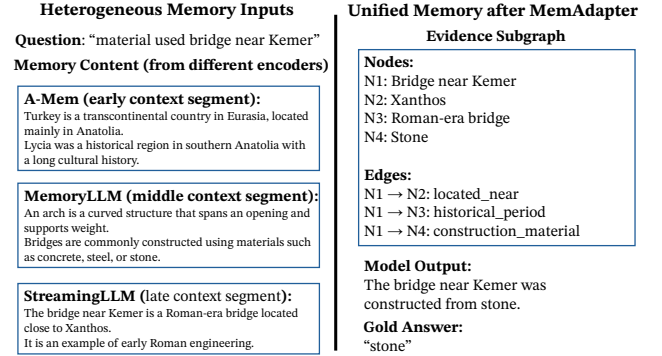 Heterogeneous Memory Inputs
Question: “material used bridge near Kemer”
Memory Content (from different encoders)
A-Mem (early context segment):
Turkey is a transcontinental country in Eurasia, located
mainly in Anatolia.
Lycia was a historical region in southern Anatolia with
a long cultural history.
MemoryLLM (middle context segment):
An arch is a curved structure that spans an opening and
supports weight.
Bridges are commonly constructed using materials such
as concrete, steel, or stone.
StreamingLLM (late context segment):
The bridge near Kemer is a Roman-era bridge located
close to Xanthos.
It is an example of early Roman engineering.
Unified Memory after MemAdapter
Evidence Subgraph
Nodes:
N1: Bridge near Kemer
N2: Xanthos
N3: Roman-era bridge
N4: Stone
Edges:
N1 → N2: located_near
N1 → N3: historical_period
N1 → N4: construction_material
Model Output:
The bridge near Kemer was
constructed from stone.
Gold Answer:
“stone”